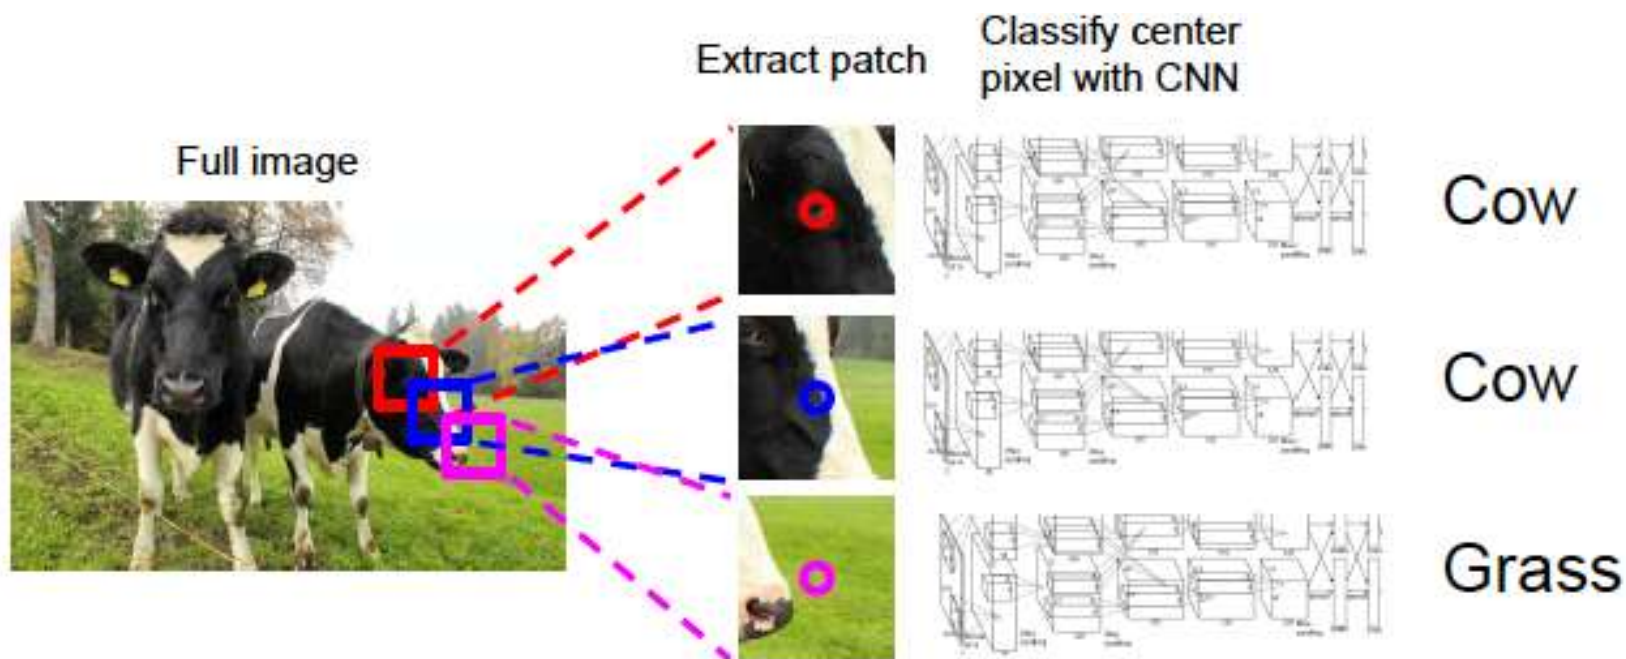 Full image
Extract patch
Classify center
pixel with CNN
Cow
Cow
Grass